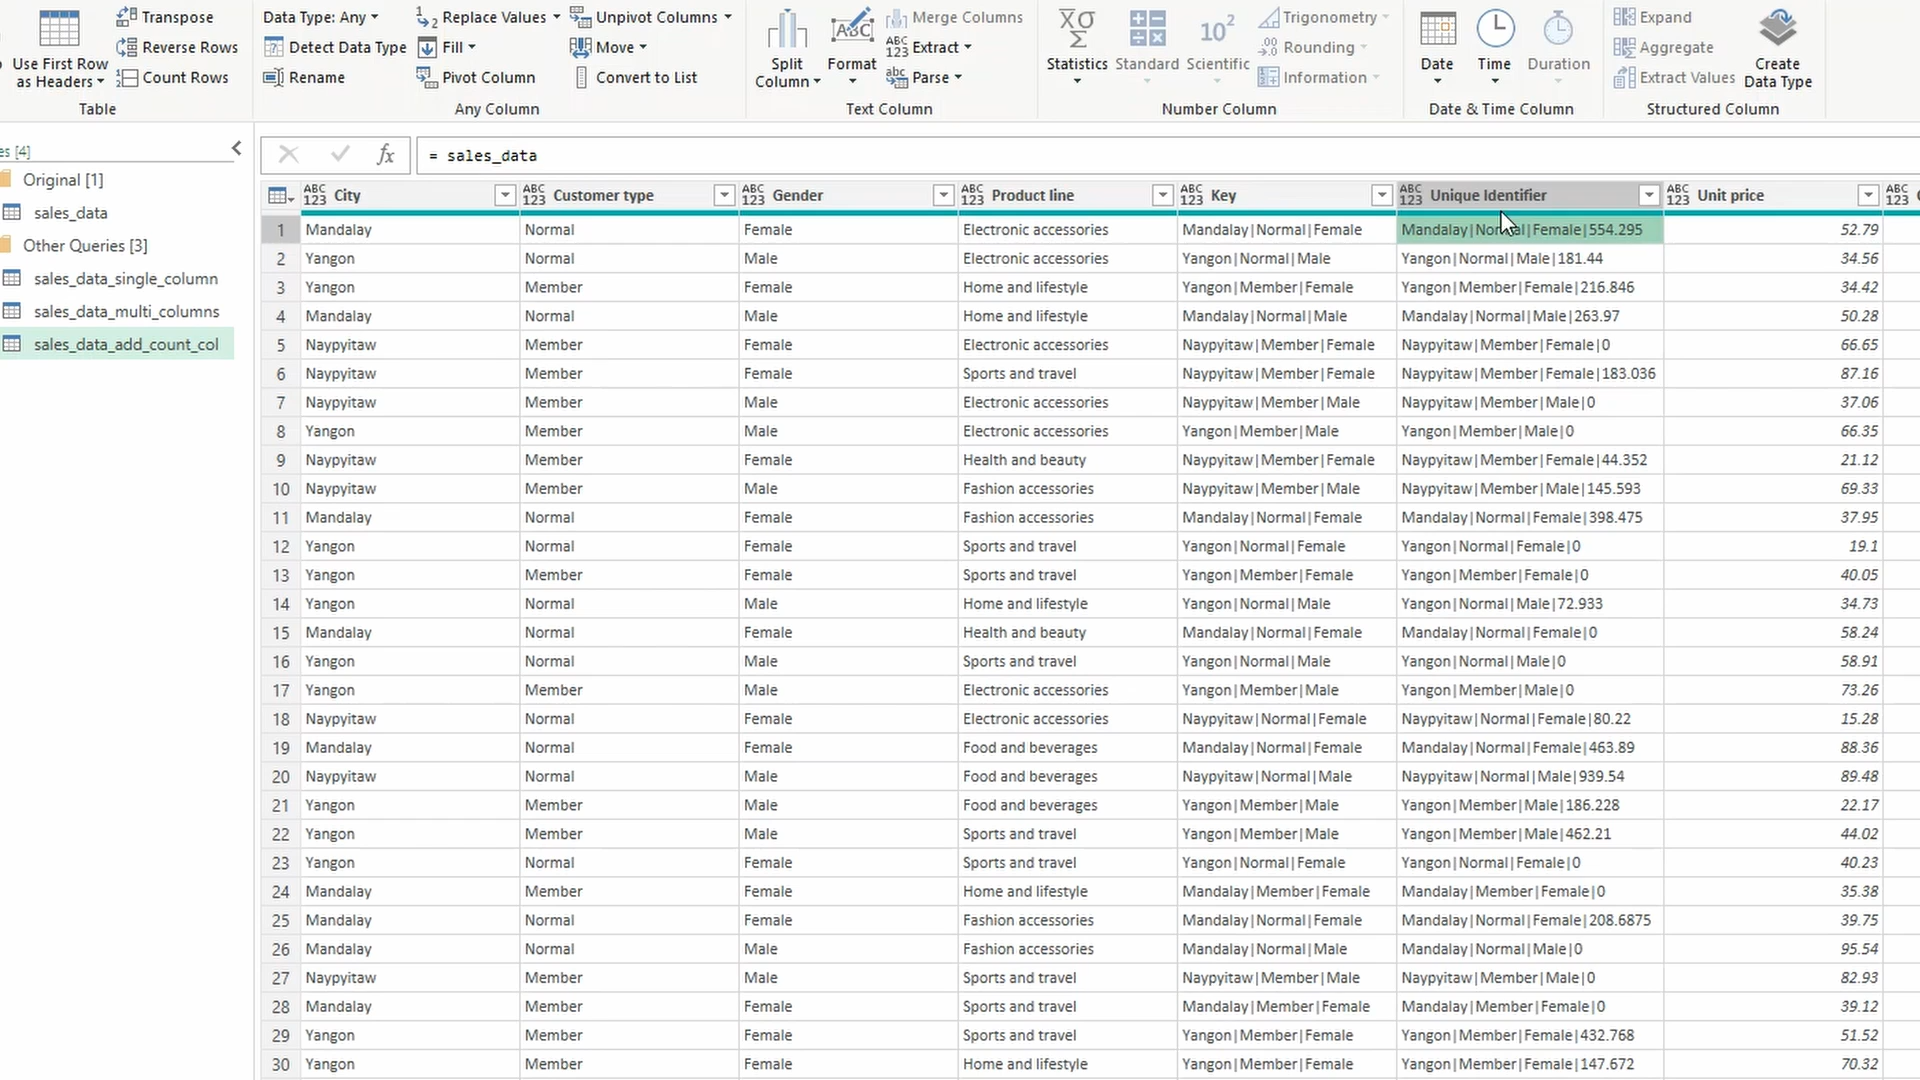 Use First Row as Headers
Transpose
Reverse Rows
Count Rows
Table
Data Type: Any
Detect Data Type
Rename
Replace Values
Fill
Pivot Column
Unpivot Columns
Move
Convert to List
Any Column
Split Column
Format
Merge Columns
Extract
Parse
Text Column
Statistics
Standard
Scientific
Trigonometry
Rounding
Information
Number Column
Date
Time
Duration
Date & Time Column
Expand
Aggregate
Extract Values
Create Data Type
Structured Column
es [4]
Original [1]
sales_data
Other Queries [3]
sales_data_single_column
sales_data_multi_columns
sales_data_add_count_col
fx = sales_data
ABC 123 City ABC 123 Customer type ABC 123 Gender ABC 123 Product line ABC 123 Key ABC 123 Unique Identifier ABC 123 Unit price ABC 123
1 Mandalay Normal Female Electronic accessories Mandalay|Normal|Female Mandalay|Normal|Female|554.295 52.79
2 Yangon Normal Male Electronic accessories Yangon|Normal|Male Yangon|Normal|Male|181.44 34.56
3 Yangon Member Female Home and lifestyle Yangon|Member|Female Yangon|Member|Female|216.846 34.42
4 Mandalay Normal Male Home and lifestyle Mandalay|Normal|Male Mandalay|Normal|Male|263.97 50.28
5 Naypyitaw Member Female Electronic accessories Naypyitaw|Member|Female Naypyitaw|Member|Female|0 66.65
6 Naypyitaw Member Female Sports and travel Naypyitaw|Member|Female Naypyitaw|Member|Female|183.036 87.16
7 Naypyitaw Member Male Electronic accessories Naypyitaw|Member|Male Naypyitaw|Member|Male|0 37.06
8 Yangon Member Male Electronic accessories Yangon|Member|Male Yangon|Member|Male|0 66.35
9 Naypyitaw Member Female Health and beauty Naypyitaw|Member|Female Naypyitaw|Member|Female|44.352 21.12
10 Naypyitaw Member Male Fashion accessories Naypyitaw|Member|Male Naypyitaw|Member|Male|145.593 69.33
11 Mandalay Normal Female Fashion accessories Mandalay|Normal|Female Mandalay|Normal|Female|398.475 37.95
12 Yangon Normal Female Sports and travel Yangon|Normal|Female Yangon|Normal|Female|0 19.1
13 Yangon Member Female Sports and travel Yangon|Member|Female Yangon|Member|Female|0 40.05
14 Yangon Normal Male Home and lifestyle Yangon|Normal|Male Yangon|Normal|Male|72.933 34.73
15 Mandalay Normal Female Health and beauty Mandalay|Normal|Female Mandalay|Normal|Female|0 58.24
16 Yangon Normal Male Sports and travel Yangon|Normal|Male Yangon|Normal|Male|0 58.91
17 Yangon Member Male Electronic accessories Yangon|Member|Male Yangon|Member|Male|0 73.26
18 Naypyitaw Normal Female Electronic accessories Naypyitaw|Normal|Female Naypyitaw|Normal|Female|80.22 15.28
19 Mandalay Normal Female Food and beverages Mandalay|Normal|Female Mandalay|Normal|Female|463.89 88.36
20 Naypyitaw Normal Male Food and beverages Naypyitaw|Normal|Male Naypyitaw|Normal|Male|939.54 89.48
21 Yangon Member Male Food and beverages Yangon|Member|Male Yangon|Member|Male|186.228 22.17
22 Yangon Member Male Sports and travel Yangon|Member|Male Yangon|Member|Male|462.21 44.02
23 Yangon Normal Female Sports and travel Yangon|Normal|Female Yangon|Normal|Female|0 40.23
24 Mandalay Member Female Home and lifestyle Mandalay|Member|Female Mandalay|Member|Female|0 35.38
25 Mandalay Normal Female Fashion accessories Mandalay|Normal|Female Mandalay|Normal|Female|208.6875 39.75
26 Mandalay Normal Male Fashion accessories Mandalay|Normal|Male Mandalay|Normal|Male|0 95.54
27 Naypyitaw Member Male Sports and travel Naypyitaw|Member|Male Naypyitaw|Member|Male|0 82.93
28 Mandalay Member Female Sports and travel Mandalay|Member|Female Mandalay|Member|Female|0 39.12
29 Yangon Member Female Sports and travel Yangon|Member|Female Yangon|Member|Female|432.768 51.52
30 Yangon Member Female Home and lifestyle Yangon|Member|Female Yangon|Member|Female|147.672 70.32